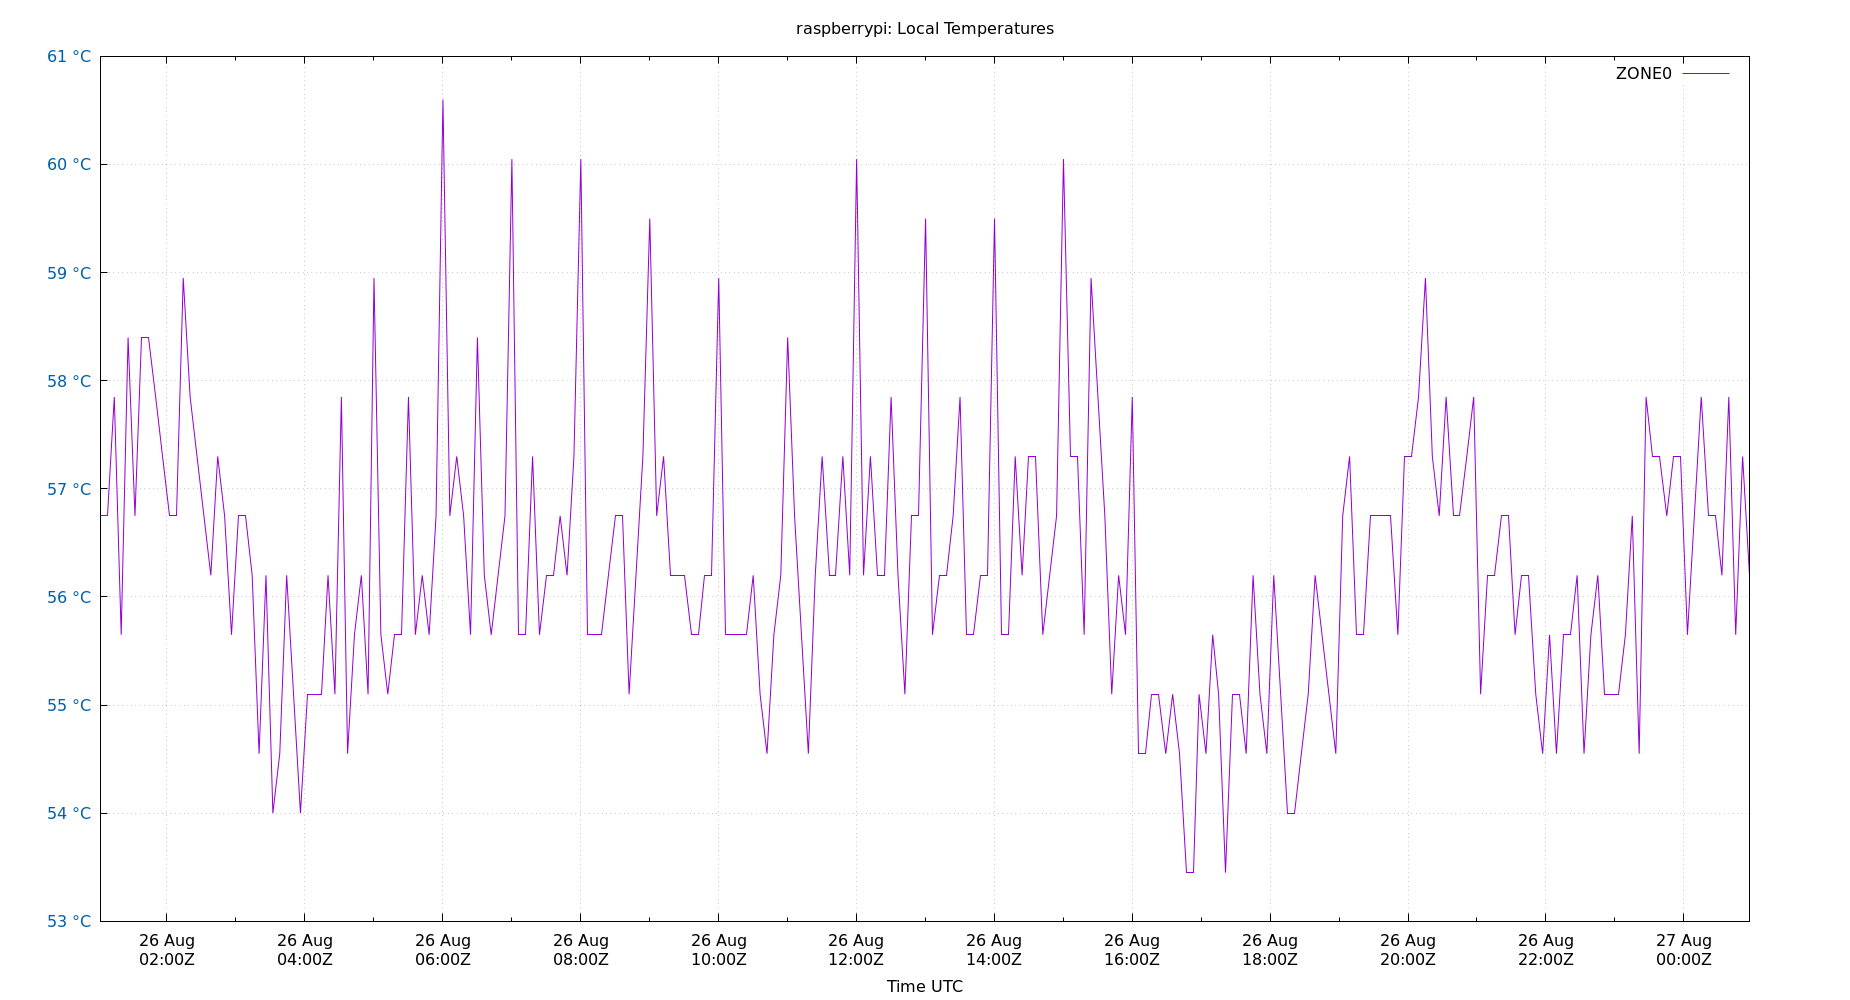 raspberrypi: Local Temperatures
61 °C
ZONE0
60 °C
59 °C
58 °C
57 °C
56 °C
55 °C
54 °C
53 °C
26 Aug 26 Aug 26 Aug 26 Aug 26 Aug 26 Aug 26 Aug 26 Aug 26 Aug 26 Aug 26 Aug 27 Aug
02:00Z 04:00Z 06:00Z 08:00Z 10:00Z 12:00Z 14:00Z 16:00Z 18:00Z 20:00Z 22:00Z 00:00Z
Time UTC